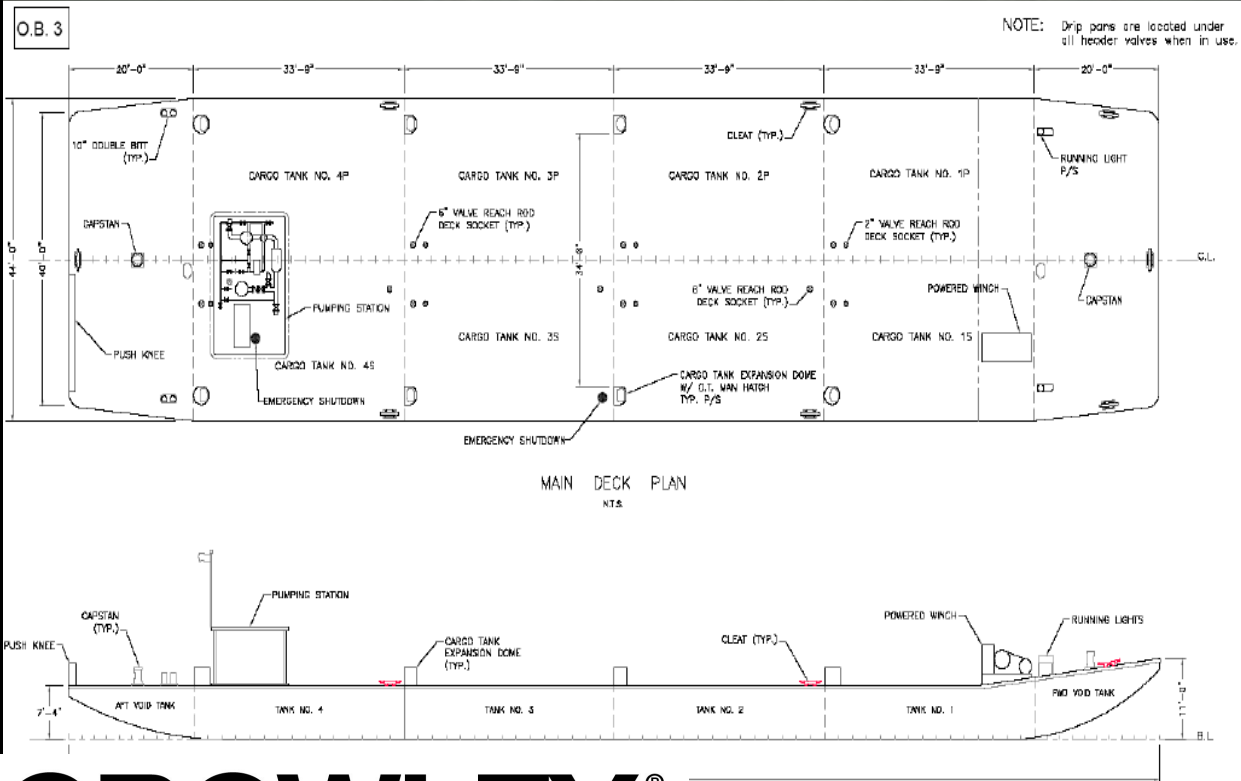 O.B. 3
NOTE: Drip pans are located under
all header valves when in use.
20'-0"
33'-9"
33'-9"
33'-9"
33'-9"
20'-0"
10" DOUBLE BITT
(TYP.)
CLEAT (TYP.)
RUNNING LIGHT
P/S
CARGO TANK NO. 4P
CARGO TANK NO. 3P
CARGO TANK NO. 2P
CARGO TANK NO. 1P
CAPSTAN
6" VALVE REACH ROD
DECK SOCKET (TYP.)
2" VALVE REACH ROD
DECK SOCKET (TYP.)
44'-0"
40'-0"
C.L.
6" VALVE REACH ROD
DECK SOCKET (TYP.)
POWERED WINCH
CAPSTAN
PUMPING STATION
PUSH KNEE
CARGO TANK NO. 4S
CARGO TANK NO. 3S
CARGO TANK NO. 2S
CARGO TANK NO. 1S
CARGO TANK EXPANSION DOME
W/ O.T. MAN HATCH
TYP. P/S
EMERGENCY SHUTDOWN
EMERGENCY SHUTDOWN
MAIN DECK PLAN
N.T.S.
PUMPING STATION
CAPSTAN
(TYP.)
PUSH KNEE
CARGO TANK
EXPANSION DOME
(TYP.)
CLEAT (TYP.)
POWERED WINCH
RUNNING LIGHTS
7'-4"
AFT VOID TANK
TANK NO. 4
TANK NO. 3
TANK NO. 2
TANK NO. 1
FWD VOID TANK
11'-0"
B.L.
CROWLEY®